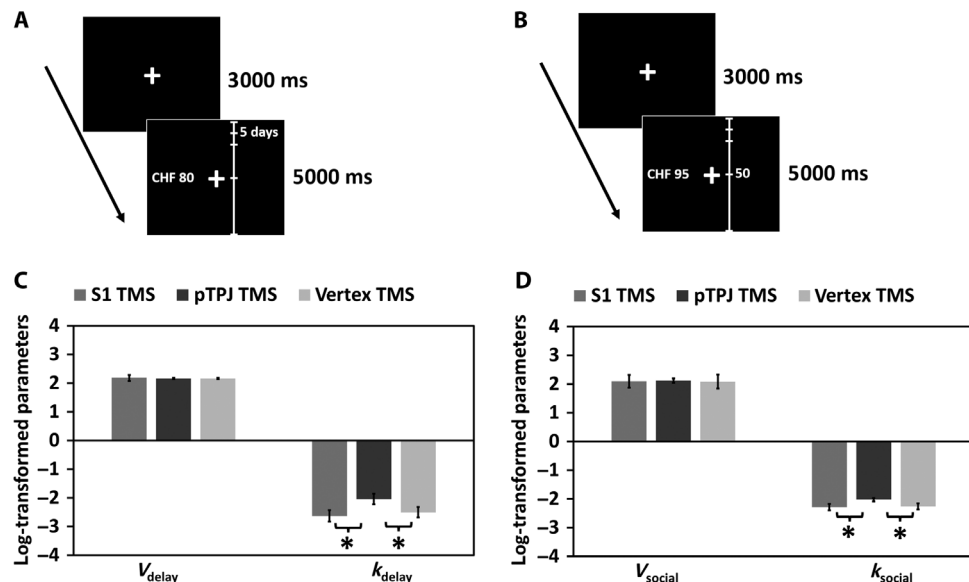 A
3000 ms
5 days
CHF 80
5000 ms
B
3000 ms
CHF 95
50
5000 ms
C
S1 TMS pTPJ TMS Vertex TMS
Log-transformed parameters
4
3
2
1
0
–1
–2
–3
–4
* *
Vdelay kdelay
D
S1 TMS pTPJ TMS Vertex TMS
Log-transformed parameters
4
3
2
1
0
–1
–2
–3
–4
* *
Vsocial ksocial